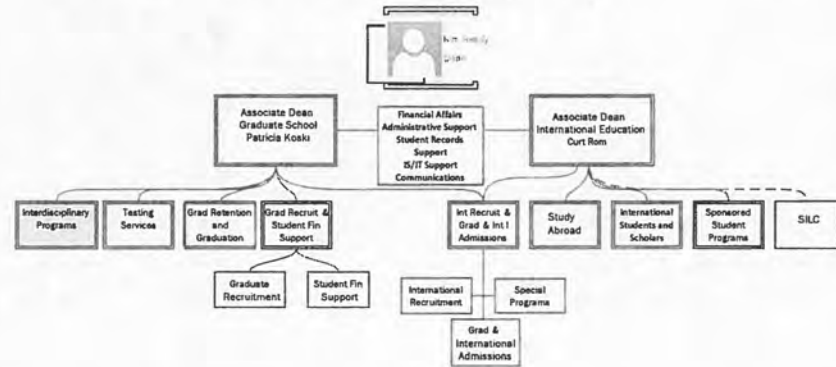 Dean
Associate Dean
Graduate School
Patricia Koski
Financial Affairs
Administrative Support
Student Records
Support
IS/IT Support
Communications
Associate Dean
International Education
Curt Rom
Interdisciplinary
Programs
Testing
Services
Grad Retention
and
Graduation
Grad Recruit &
Student Fin
Support
Int Recruit &
Grad & Int l
Admissions
Study
Abroad
International
Students and
Scholars
Sponsored
Student
Programs
SILC
Graduate
Recruitment
Student Fin
Support
International
Recruitment
Special
Programs
Grad &
International
Admissions